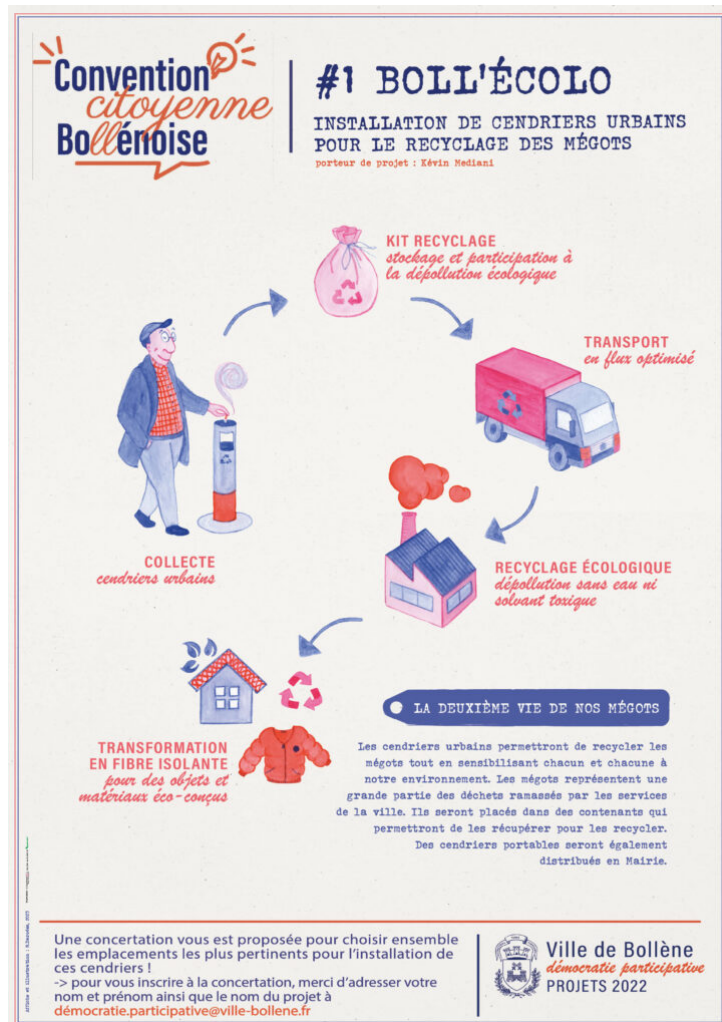 Convention
citoyenne
Bollénoise
#1 BOLL'ÉCOLO
INSTALLATION DE CENDRIERS URBAINS
POUR LE RECYCLAGE DES MÉGOTS
porteur de projet : Kévin Mediani
KIT RECYCLAGE
stockage et participation à
la dépollution écologique
TRANSPORT
en flux optimisé
COLLECTE
cendriers urbains
RECYCLAGE ÉCOLOGIQUE
dépollution sans eau ni
solvant toxique
TRANSFORMATION
EN FIBRE ISOLANTE
pour des objets et
matériaux éco-conçus
LA DEUXIÈME VIE DE NOS MÉGOTS
Les cendriers urbains permettront de recycler les
mégots tout en sensibilisant chacun et chacune à
notre environnement. Les mégots représentent une
grande partie des déchets ramassés par les services
de la ville. Ils seront placés dans des contenants qui
permettront de les récupérer pour les recycler.
Des cendriers portables seront également
distribués en Mairie.
Une concertation vous est proposée pour choisir ensemble
les emplacements les plus pertinents pour l'installation de
ces cendriers !
-> pour vous inscrire à la concertation, merci d'adresser votre
nom et prénom ainsi que le nom du projet à
démocratie.participative@ville-bollene.fr
Ville de Bollène
démocratie participative
PROJETS 2022